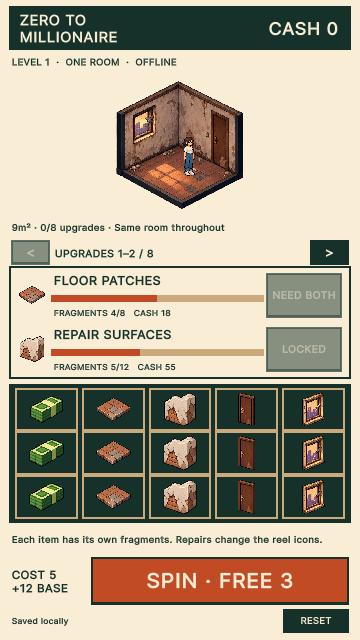 ZERO TO
MILLIONAIRE
CASH 0
LEVEL 1 · ONE ROOM · OFFLINE
9m² · 0/8 upgrades · Same room throughout
< UPGRADES 1–2 / 8 >
FLOOR PATCHES
NEED BOTH
FRAGMENTS 4/8 CASH 18
REPAIR SURFACES
LOCKED
FRAGMENTS 5/12 CASH 55
Each item has its own fragments. Repairs change the reel icons.
COST 5
+12 BASE
SPIN · FREE 3
Saved locally
RESET